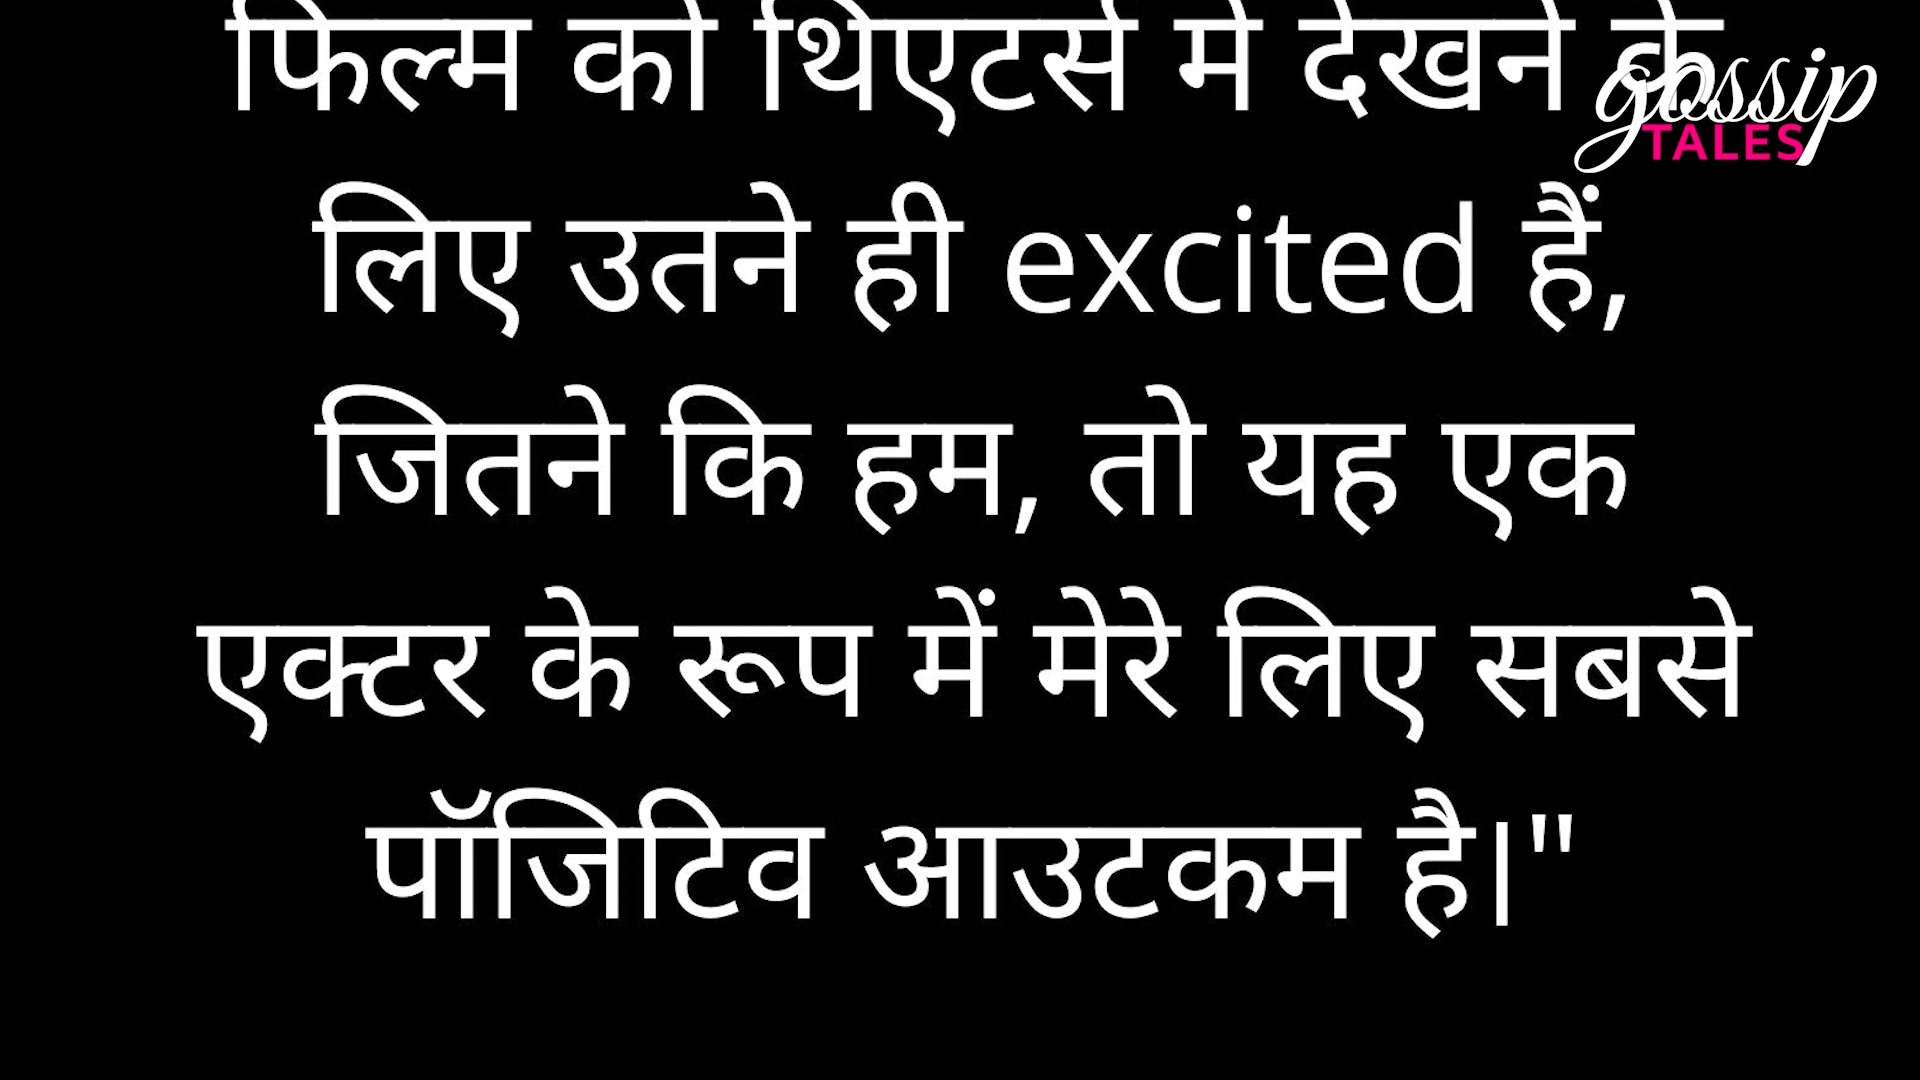 फिल्म को थिएटर्स में देखने के
gossip
TALES
लिए उतने ही excited हैं,
जितने कि हम, तो यह एक
एक्टर के रूप में मेरे लिए सबसे
पॉजिटिव आउटकम है।"